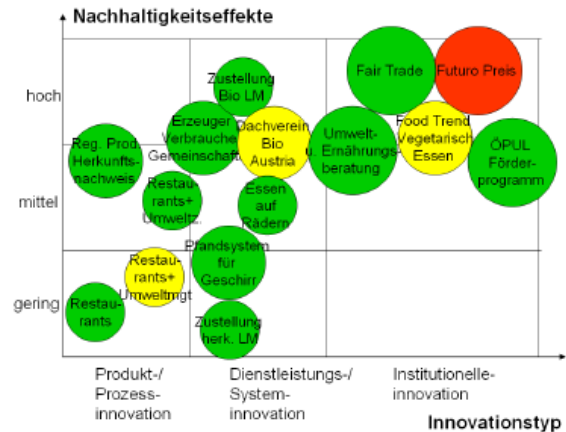 Nachhaltigkeitseffekte
hoch
mittel
gering
Zustellung
Bio LM
Fair Trade
Futuro Preis
Erzeuger
Verbrauche
Gemeinschaft
Dachverein
Bio
Austria
Umwelt-
u. Ernährungs-
beratung
Food Trend
Vegetarisch
Essen
ÖPUL
Förder-
programm
Reg. Prod.
Herkunfts-
nachweis
Restau-
rants+
Umweltz.
Essen
auf
Rädern
Restau-
rants+
Umweltmgt
Pfandsystem
für
Geschirr
Restau-
rants
Zustellung
herk. LM
Produkt-/
Prozess-
innovation
Dienstleistungs-/
System-
innovation
Institutionelle-
innovation
Innovationstyp